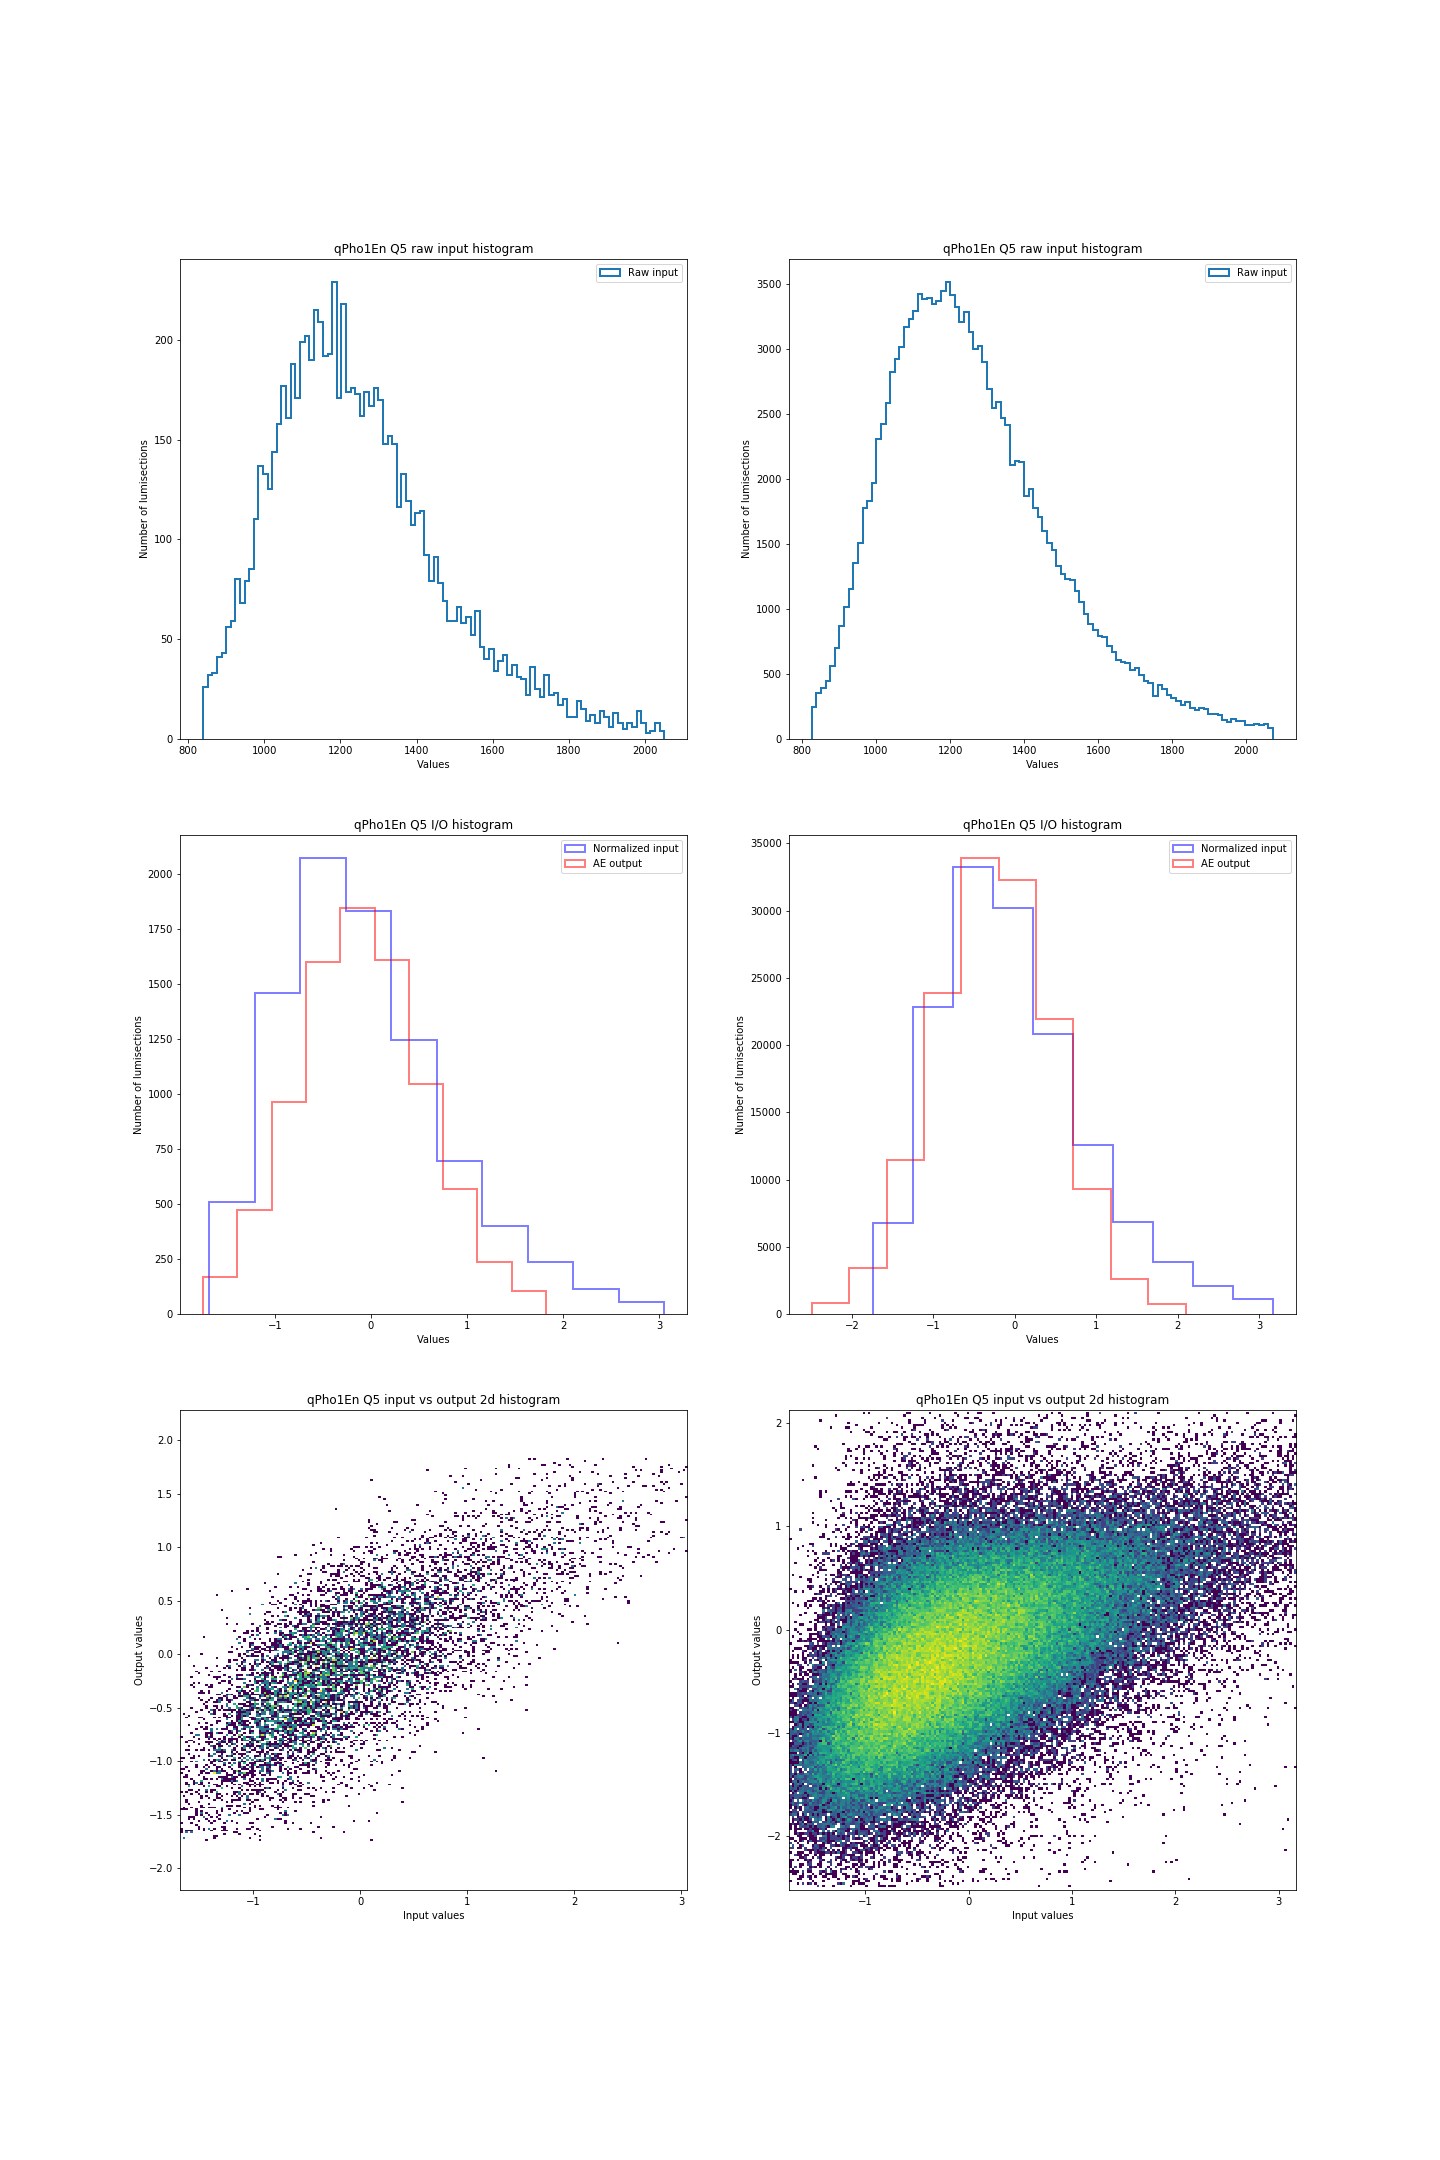 qPho1En Q5 raw input histogram
Raw input
200
150
100
50
0
800 1000 1200 1400 1600 1800 2000
Values
Number of lumisections
qPho1En Q5 raw input histogram
Raw input
3500
3000
2500
2000
1500
1000
500
0
800 1000 1200 1400 1600 1800 2000
Values
Number of lumisections
qPho1En Q5 I/O histogram
Normalized input
AE output
2000
1750
1500
1250
1000
750
500
250
0
−1 0 1 2 3
Values
Number of lumisections
qPho1En Q5 I/O histogram
Normalized input
AE output
35000
30000
25000
20000
15000
10000
5000
0
−2 −1 0 1 2 3
Values
Number of lumisections
qPho1En Q5 input vs output 2d histogram
2.0
1.5
1.0
0.5
0.0
−0.5
−1.0
−1.5
−2.0
−1 0 1 2 3
Input values
Output values
qPho1En Q5 input vs output 2d histogram
2
1
0
−1
−2
−1 0 1 2 3
Input values
Output values